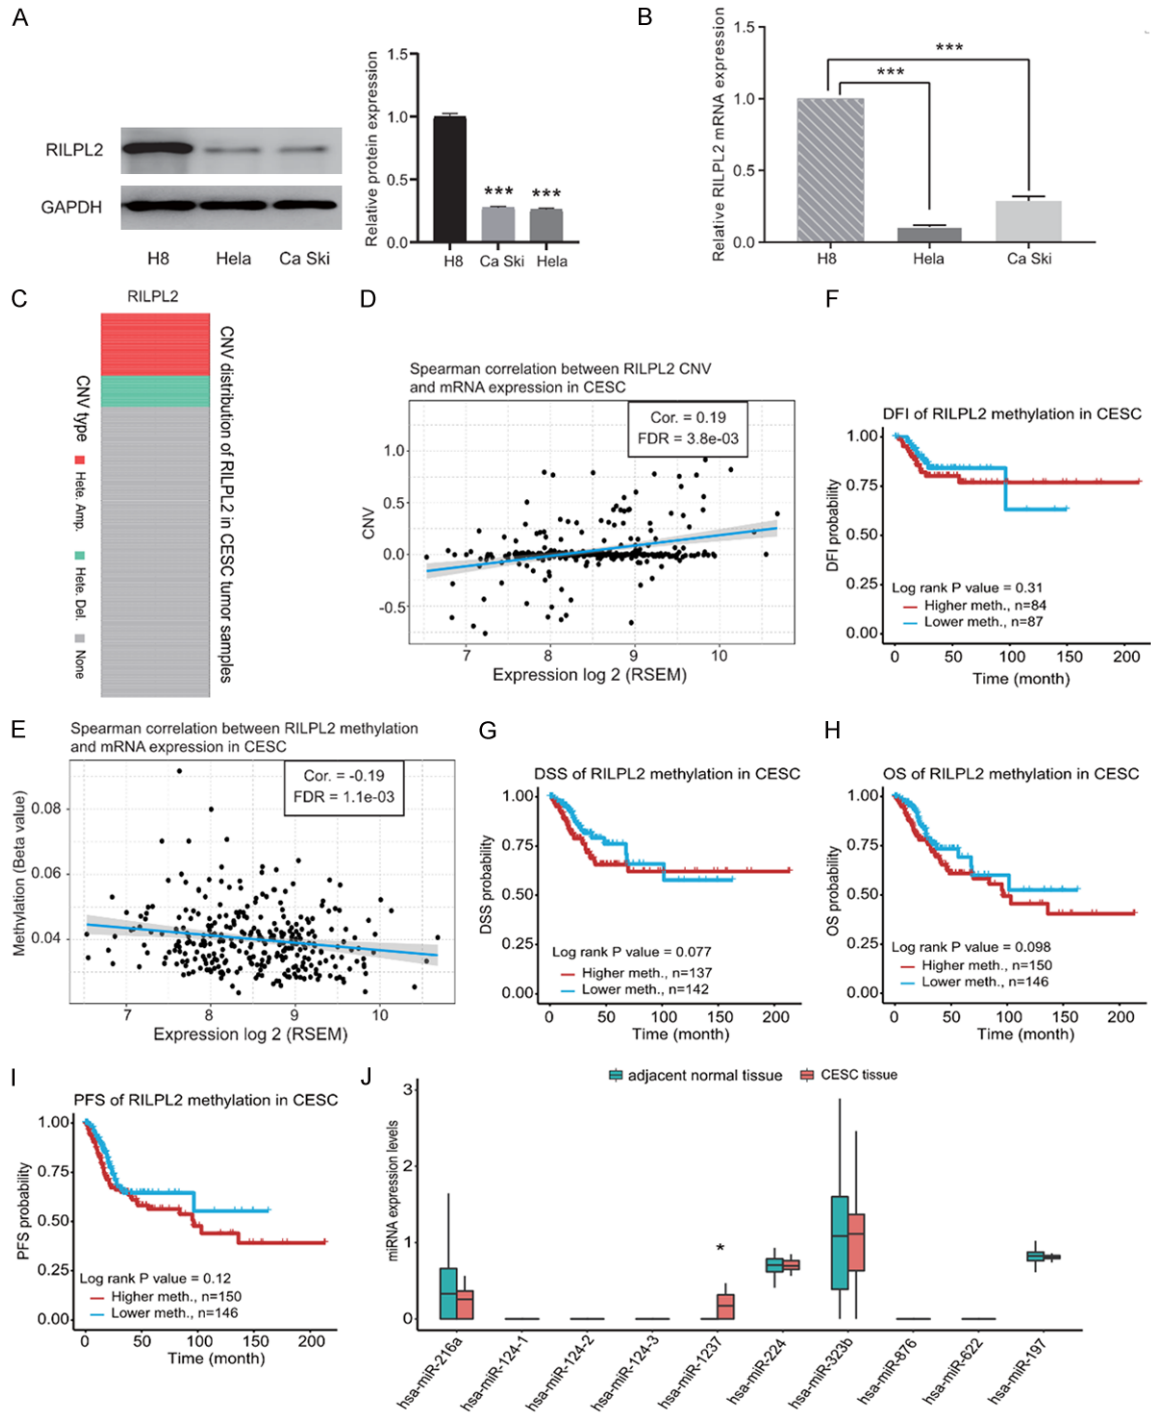 A
RILPL2
GAPDH
H8 Hela Ca Ski
Relative protein expression
1.5
1.0
0.5
0.0
*** ***
H8 Ca Ski Hela
B
Relative RILPL2 mRNA expression
1.5
1.0
0.5
0.0
***
***
H8 Hela Ca Ski
C
RILPL2
CNV type
Hete. Amp.
Hete. Del.
None
CNV distribution of RILPL2 in CESC tumor samples
D
Spearman correlation between RILPL2 CNV
and mRNA expression in CESC
Cor. = 0.19
FDR = 3.8e-03
CNV
1.0
0.5
0.0
-0.5
7 8 9 10
Expression log 2 (RSEM)
F
DFI of RILPL2 methylation in CESC
DFI probability
1.00
0.75
0.50
0.25
0.00
Log rank P value = 0.31
Higher meth., n=84
Lower meth., n=87
0 50 100 150 200
Time (month)
E
Spearman correlation between RILPL2 methylation
and mRNA expression in CESC
Cor. = -0.19
FDR = 1.1e-03
Methylation (Beta value)
0.08
0.06
0.04
7 8 9 10
Expression log 2 (RSEM)
G
DSS of RILPL2 methylation in CESC
DSS probability
1.00
0.75
0.50
0.25
0.00
Log rank P value = 0.077
Higher meth., n=137
Lower meth., n=142
0 50 100 150 200
Time (month)
H
OS of RILPL2 methylation in CESC
OS probability
1.00
0.75
0.50
0.25
0.00
Log rank P value = 0.098
Higher meth., n=150
Lower meth., n=146
0 50 100 150 200
Time (month)
I
PFS of RILPL2 methylation in CESC
PFS probability
1.00
0.75
0.50
0.25
0.00
Log rank P value = 0.12
Higher meth., n=150
Lower meth., n=146
0 50 100 150 200
Time (month)
J
adjacent normal tissue CESC tissue
miRNA expression levels
3
2
1
0
*
hsa-miR-216a
hsa-miR-124-1
hsa-miR-124-2
hsa-miR-124-3
hsa-miR-1237
hsa-miR-224
hsa-miR-323b
hsa-miR-876
hsa-miR-622
hsa-miR-197